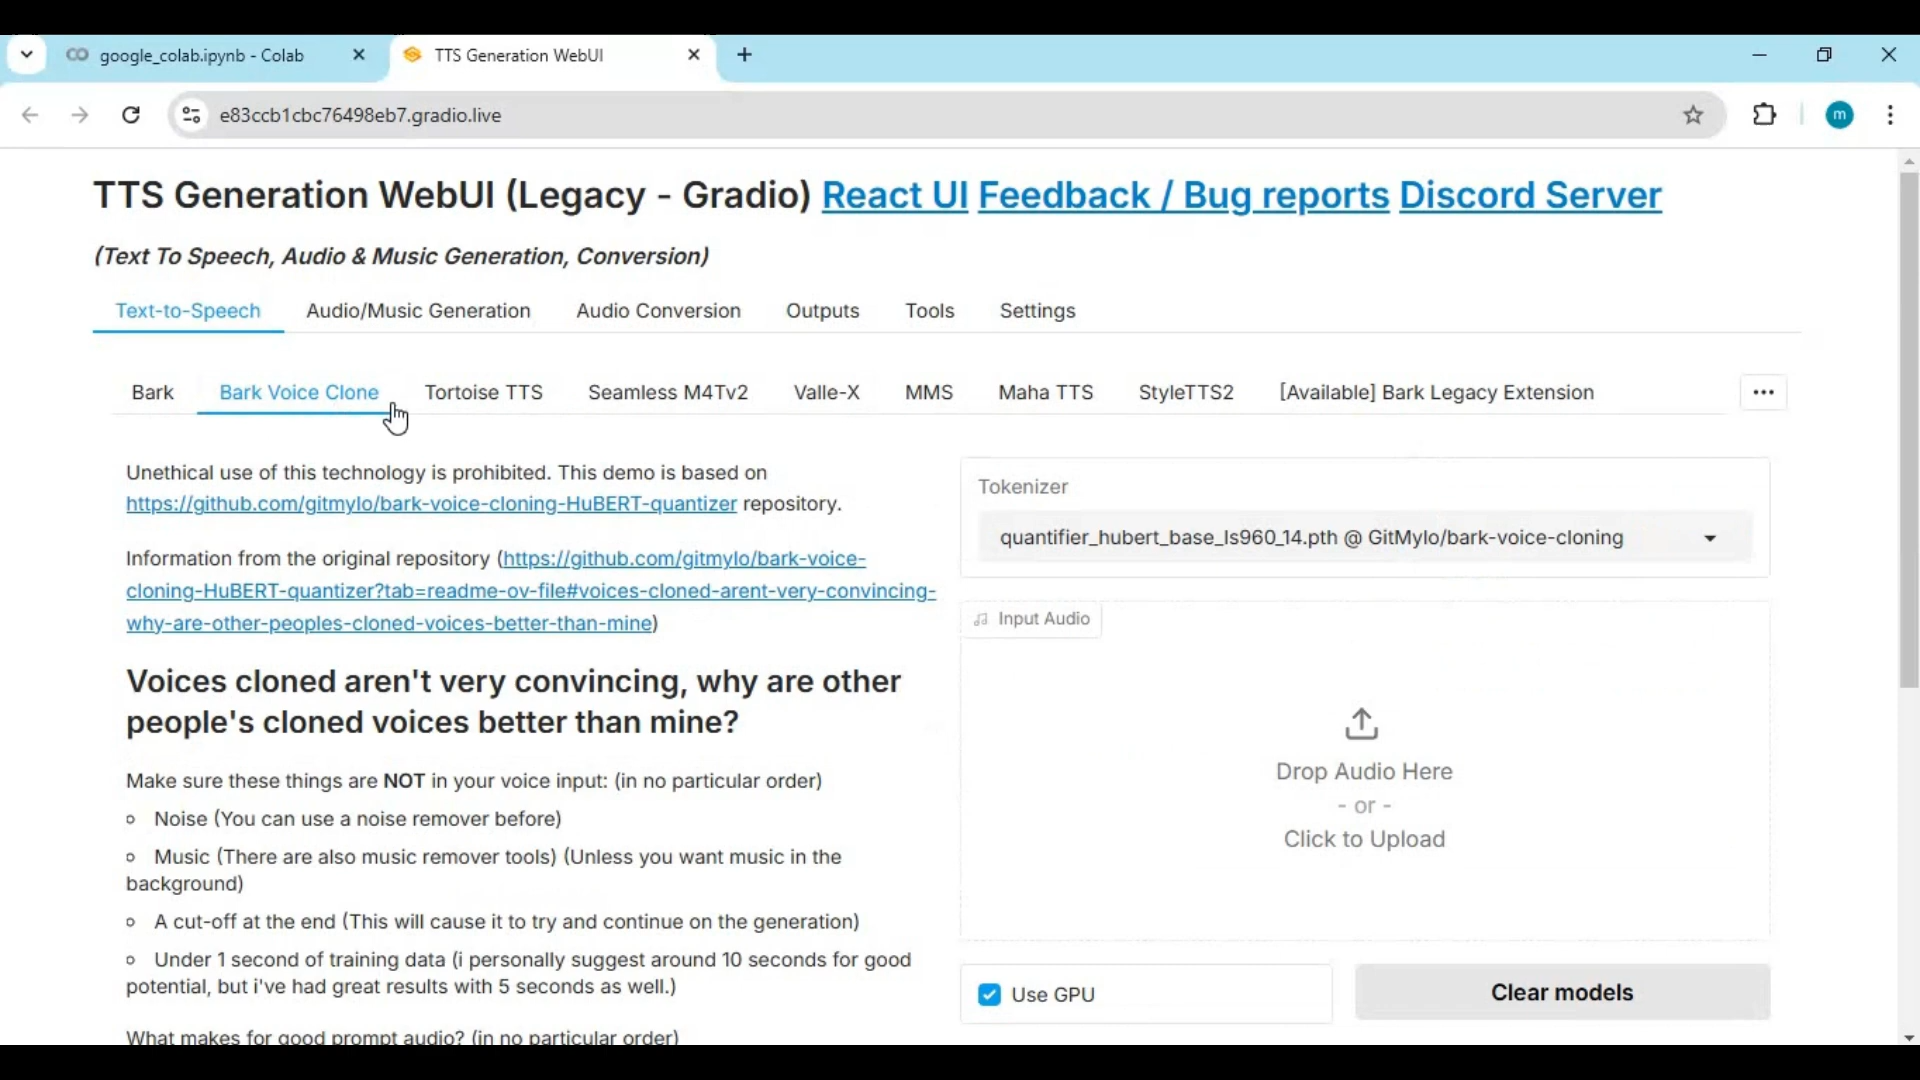 google_colab.ipynb - Colab
TTS Generation WebUI
e83ccb1cbc76498eb7.gradio.live
m
TTS Generation WebUI (Legacy - Gradio) React UI Feedback / Bug reports Discord Server
(Text To Speech, Audio & Music Generation, Conversion)
Text-to-Speech Audio/Music Generation Audio Conversion Outputs Tools Settings
Bark Bark Voice Clone Tortoise TTS Seamless M4Tv2 Valle-X MMS Maha TTS StyleTTS2 [Available] Bark Legacy Extension
Unethical use of this technology is prohibited. This demo is based on
https://github.com/gitmylo/bark-voice-cloning-HuBERT-quantizer repository.
Information from the original repository (https://github.com/gitmylo/bark-voice-
cloning-HuBERT-quantizer?tab=readme-ov-file#voices-cloned-arent-very-convincing-
why-are-other-peoples-cloned-voices-better-than-mine)
Voices cloned aren't very convincing, why are other
people's cloned voices better than mine?
Make sure these things are NOT in your voice input: (in no particular order)
Noise (You can use a noise remover before)
Music (There are also music remover tools) (Unless you want music in the
background)
A cut-off at the end (This will cause it to try and continue on the generation)
Under 1 second of training data (i personally suggest around 10 seconds for good
potential, but i've had great results with 5 seconds as well.)
What makes for good prompt audio? (in no particular order)
Tokenizer
quantifier_hubert_base_ls960_14.pth @ GitMylo/bark-voice-cloning
Input Audio
Drop Audio Here
- or -
Click to Upload
Use GPU
Clear models